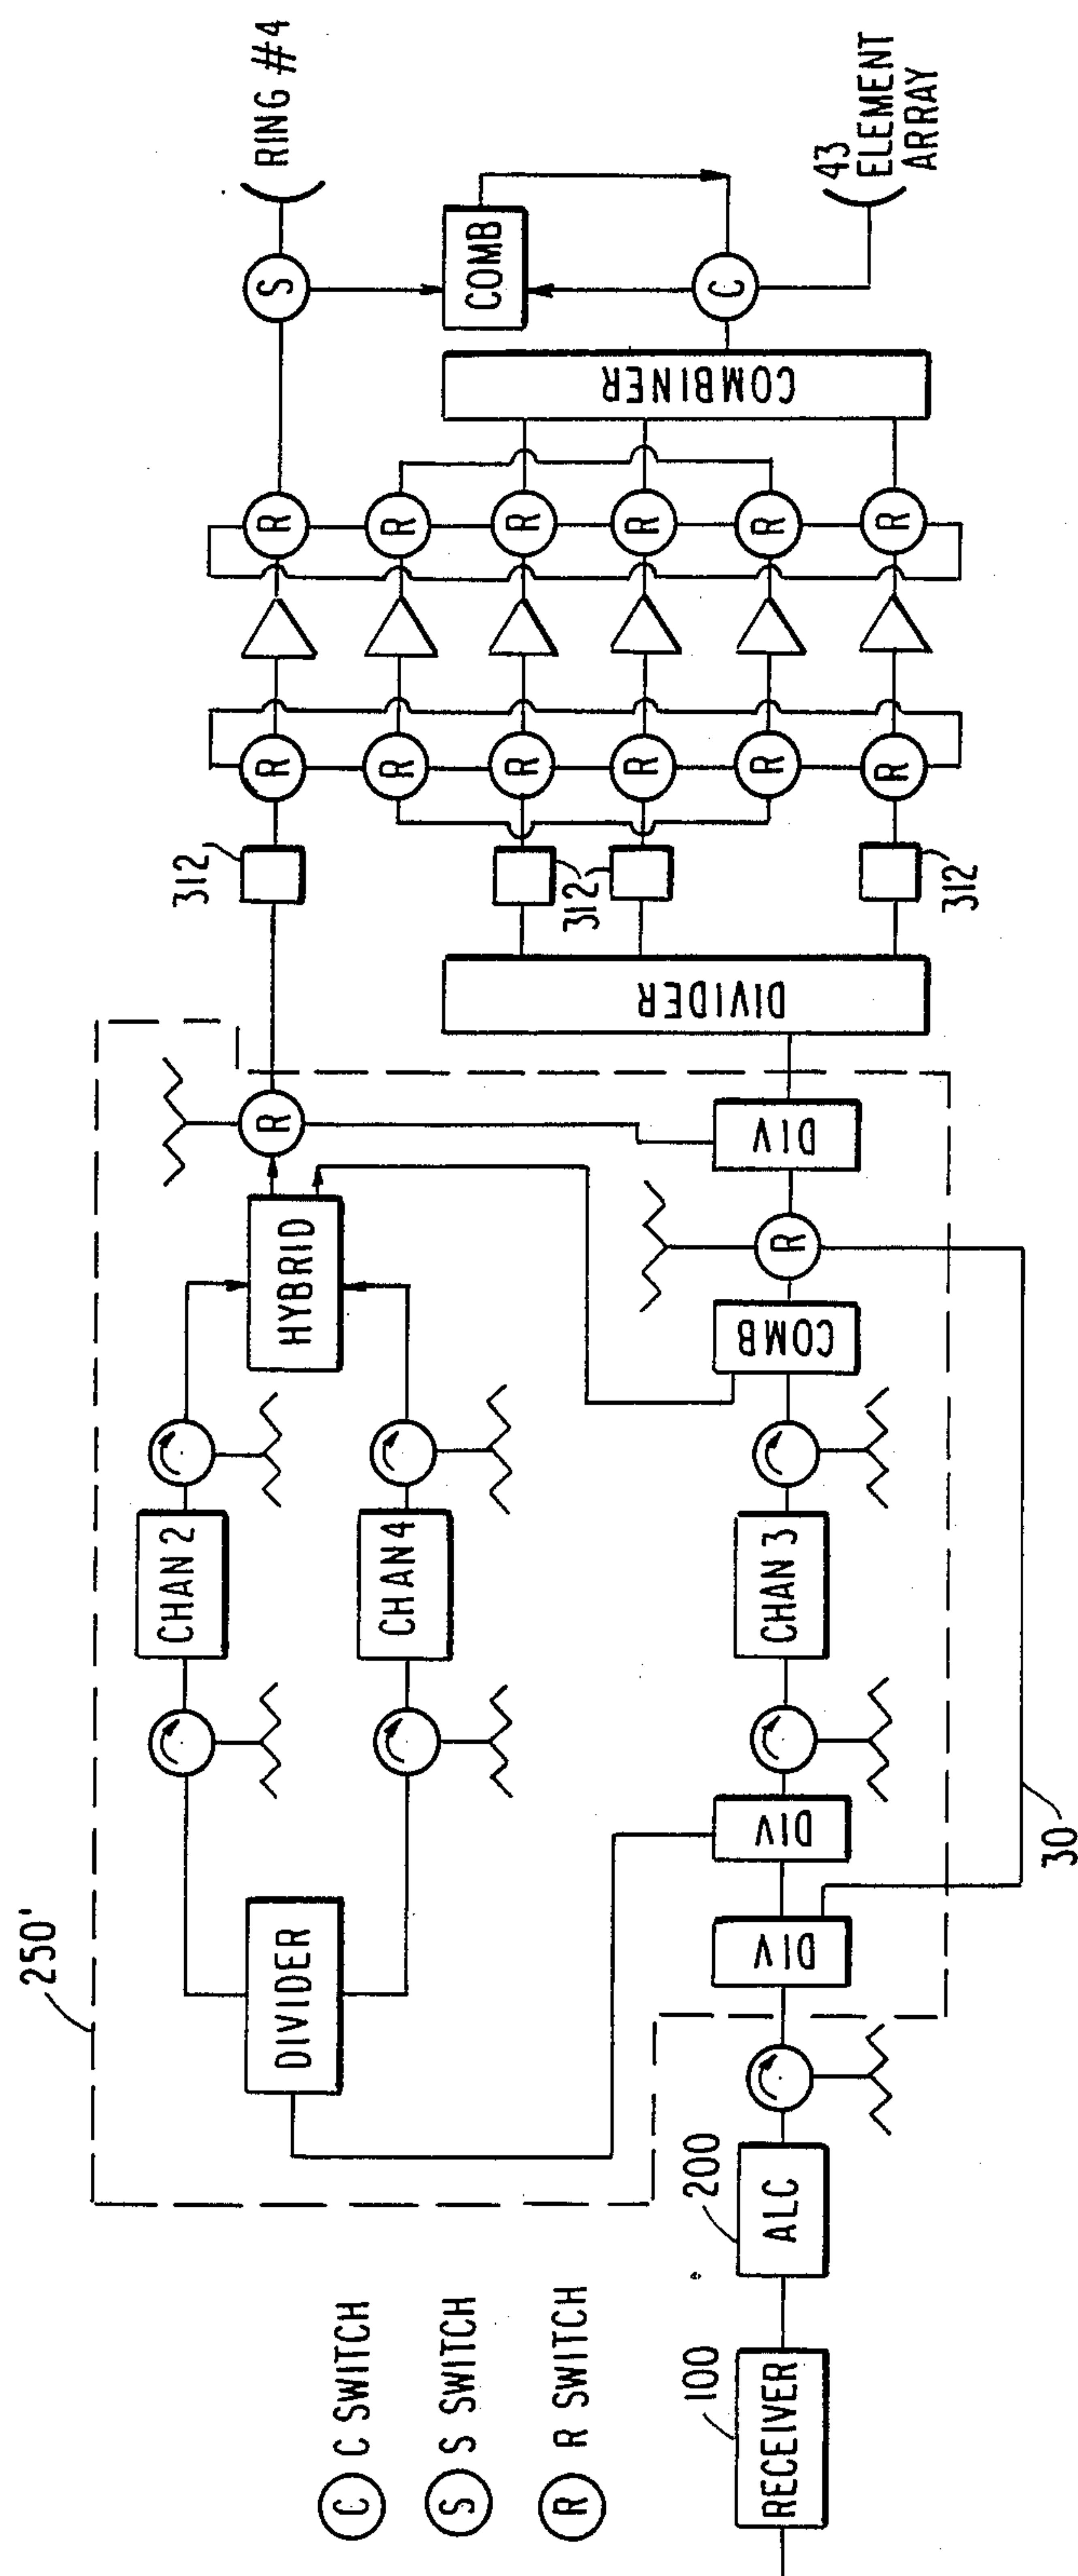 250'
DIVIDER
CHAN 2
CHAN 4
HYBRID
R
312
R
R
S
RING #4
R
R
R
R
312
R
R
COMB
R
R
R
R
312
R
R
DIVIDER
COMBINER
C
43
ELEMENT
ARRAY
C C SWITCH
S S SWITCH
R R SWITCH
100
RECEIVER
200
ALC
DIV
DIV
CHAN 3
COMB
R
DIV
30